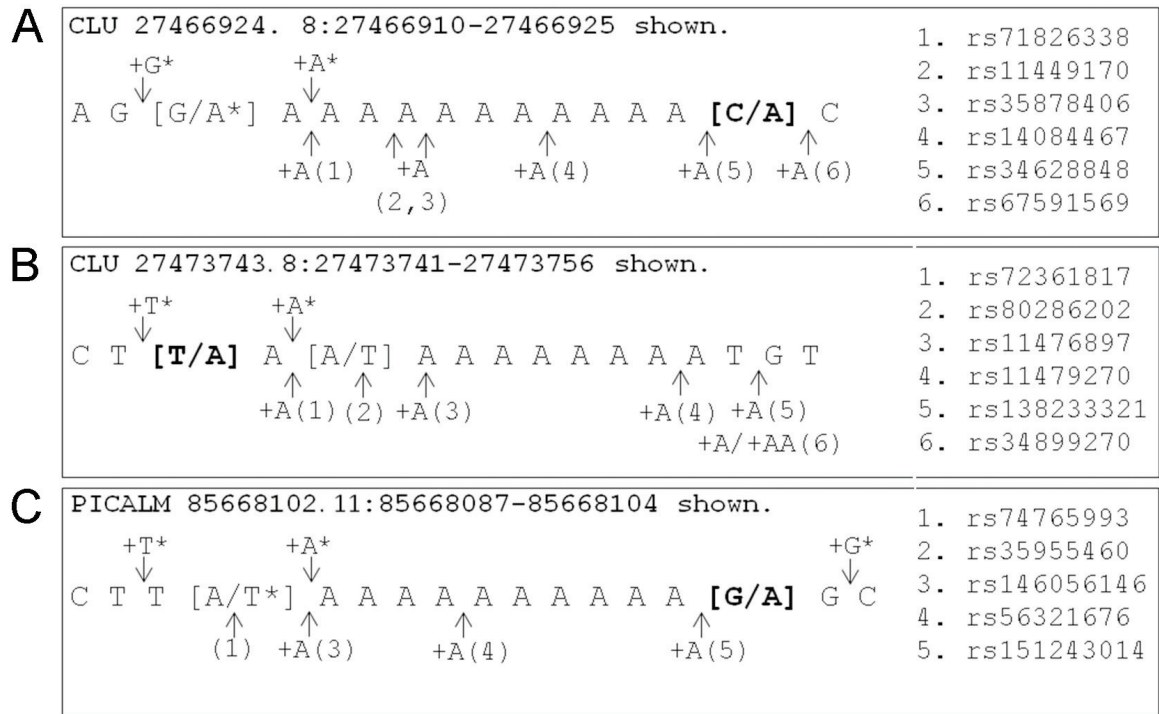 A
CLU 27466924. 8:27466910-27466925 shown.
+G* +A*
A G [G/A*] A A A A A A A A A A A [C/A] C
+A(1) +A +A(4) +A(5) +A(6)
(2,3)
1. rs71826338
2. rs11449170
3. rs35878406
4. rs14084467
5. rs34628848
6. rs67591569
B
CLU 27473743. 8:27473741-27473756 shown.
+T* +A*
C T [T/A] A [A/T] A A A A A A A A T G T
+A(1) (2) +A(3) +A(4) +A(5)
+A/+AA(6)
1. rs72361817
2. rs80286202
3. rs11476897
4. rs11479270
5. rs138233321
6. rs34899270
C
PICALM 85668102. 11:85668087-85668104 shown.
+T* +A* +G*
C T T [A/T*] A A A A A A A A A A [G/A] G C
(1) +A(3) +A(4) +A(5)
1. rs74765993
2. rs35955460
3. rs146056146
4. rs56321676
5. rs151243014